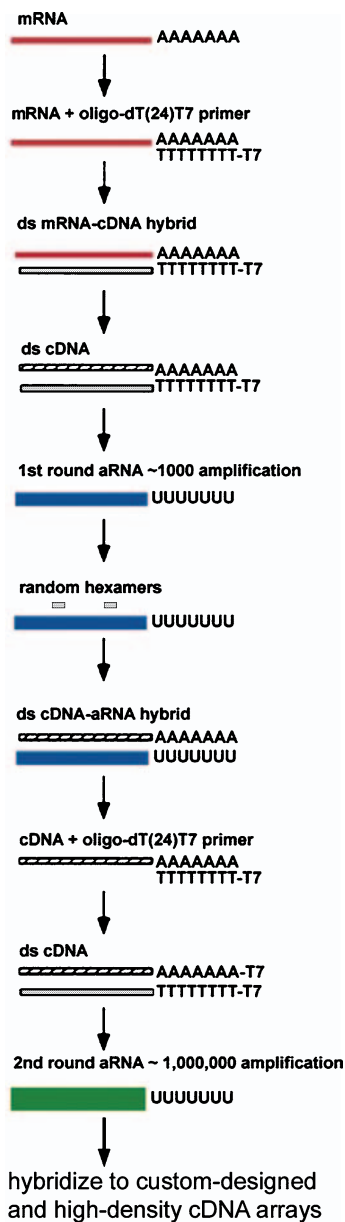 mRNA
AAAAAAA
mRNA + oligo-dT(24)T7 primer
AAAAAAA
TTTTTTTT-T7
ds mRNA-cDNA hybrid
AAAAAAA
TTTTTTTT-T7
ds cDNA
AAAAAAA
TTTTTTTT-T7
1st round aRNA ~1000 amplification
UUUUUUU
random hexamers
UUUUUUU
ds cDNA-aRNA hybrid
AAAAAAA
UUUUUUU
cDNA + oligo-dT(24)T7 primer
AAAAAAA
TTTTTTTT-T7
ds cDNA
AAAAAAA-T7
TTTTTTTT-T7
2nd round aRNA ~ 1,000,000 amplification
UUUUUUU
hybridize to custom-designed
and high-density cDNA arrays